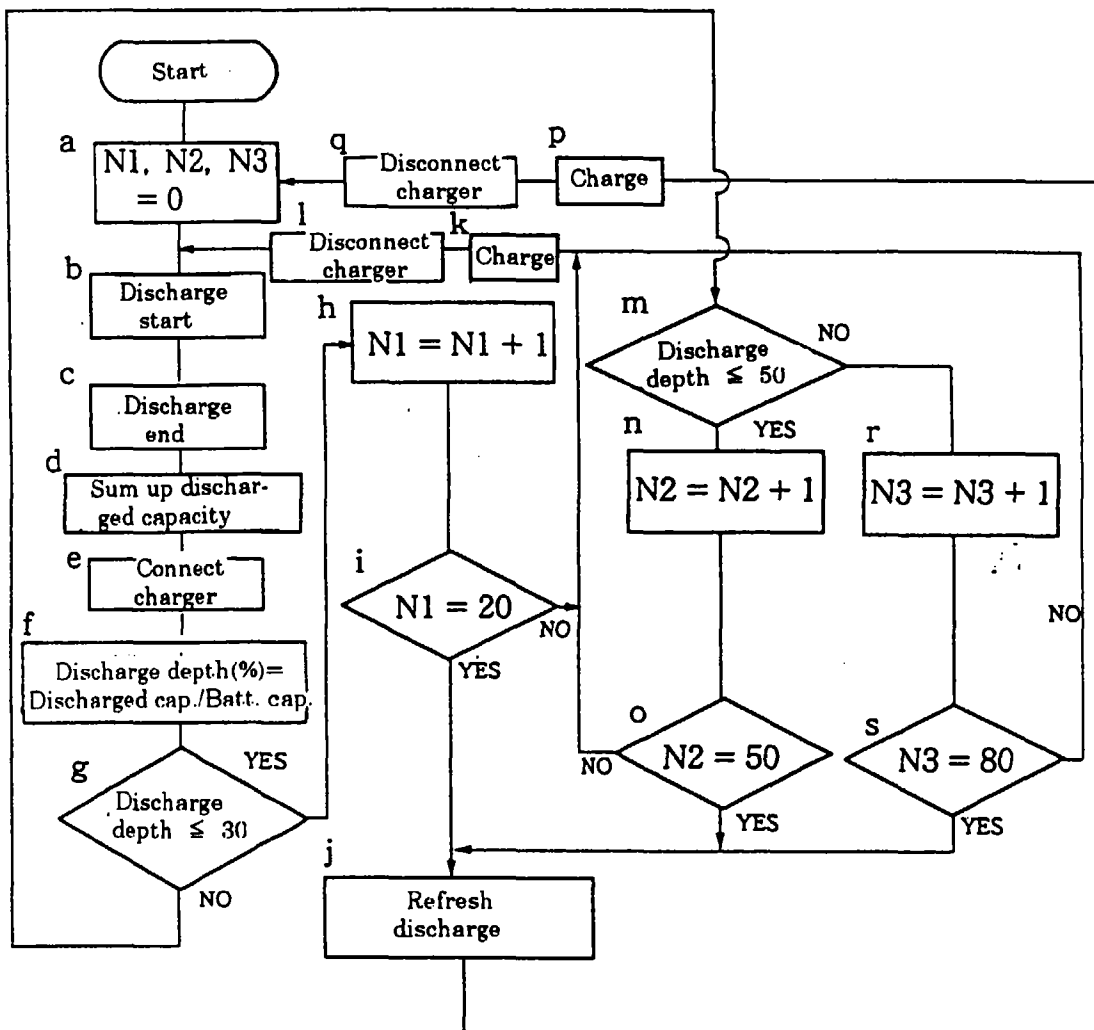 Start
a
N1, N2, N3
= 0
q
Disconnect
charger
p
Charge
l
Disconnect
charger
k
Charge
b
Discharge
start
h
N1 = N1 + 1
m
Discharge
depth ≦ 50
NO
YES
c
Discharge
end
n
N2 = N2 + 1
r
N3 = N3 + 1
d
Sum up dischar-
ged capacity
e
Connect
charger
i
N1 = 20
NO
YES
NO
f
Discharge depth(%)=
Discharged cap./Batt. cap.
o
N2 = 50
NO
YES
s
N3 = 80
YES
g
Discharge
depth ≦ 30
YES
NO
j
Refresh
discharge